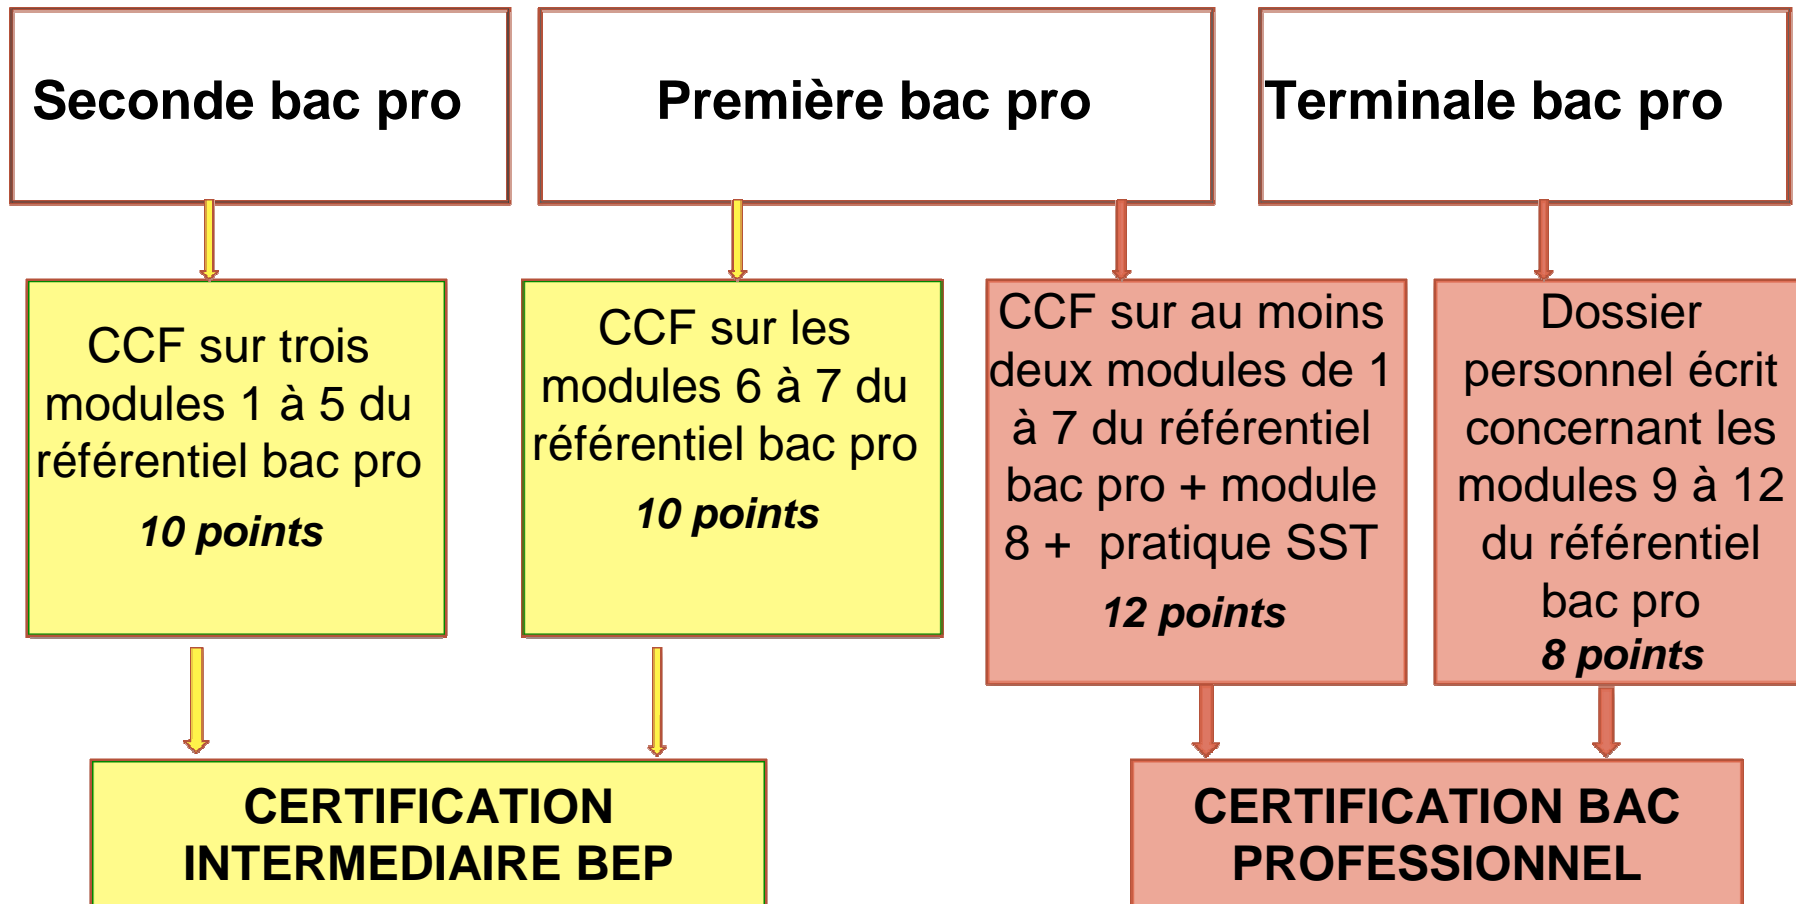 Seconde bac pro
Première bac pro
Terminale bac pro
CCF sur trois
modules 1 à 5 du
référentiel bac pro
10 points
CCF sur les
modules 6 à 7 du
référentiel bac pro
10 points
CCF sur au moins
deux modules de 1
à 7 du référentiel
bac pro + module
8 + pratique SST
12 points
Dossier
personnel écrit
concernant les
modules 9 à 12
du référentiel
bac pro
8 points
CERTIFICATION
INTERMEDIAIRE BEP
CERTIFICATION BAC
PROFESSIONNEL